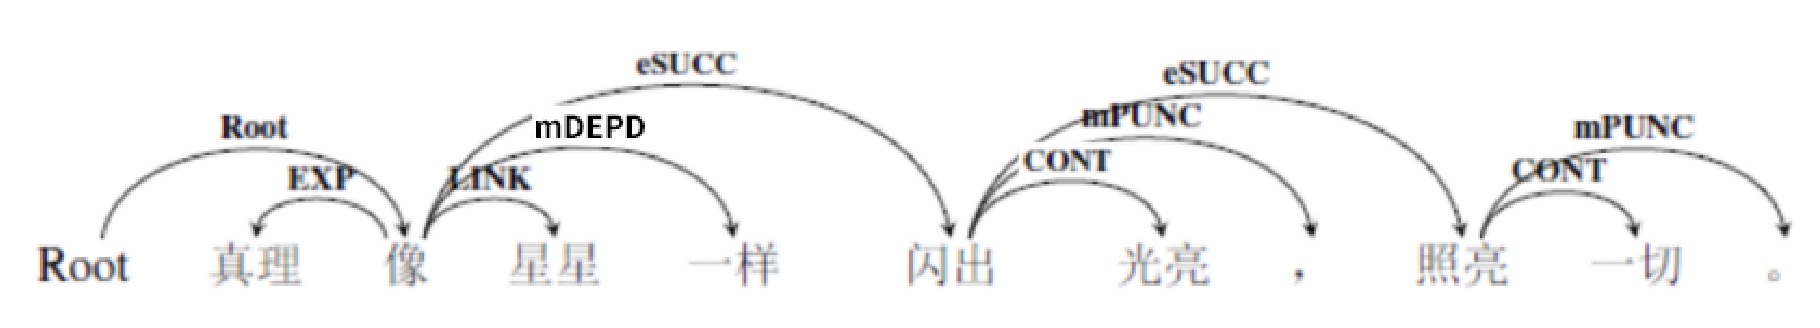 eSUCC eSUCC
Root mDEPD mPUNC mPUNC
EXP LINK CONT CONT
Root 真理 像 星星 一样 闪出 光亮 , 照亮 一切 。